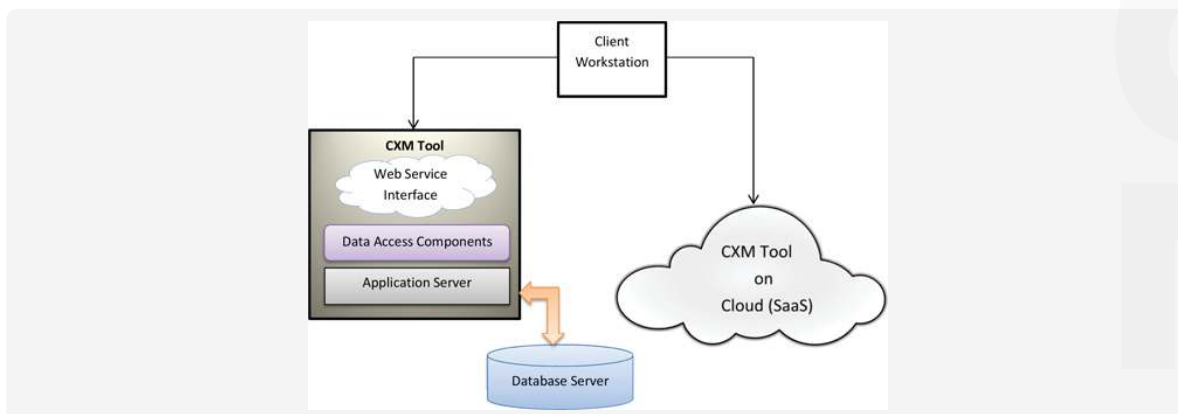 Client
Workstation
CXM Tool
Web Service
Interface
Data Access Components
Application Server
CXM Tool
on
Cloud (SaaS)
Database Server